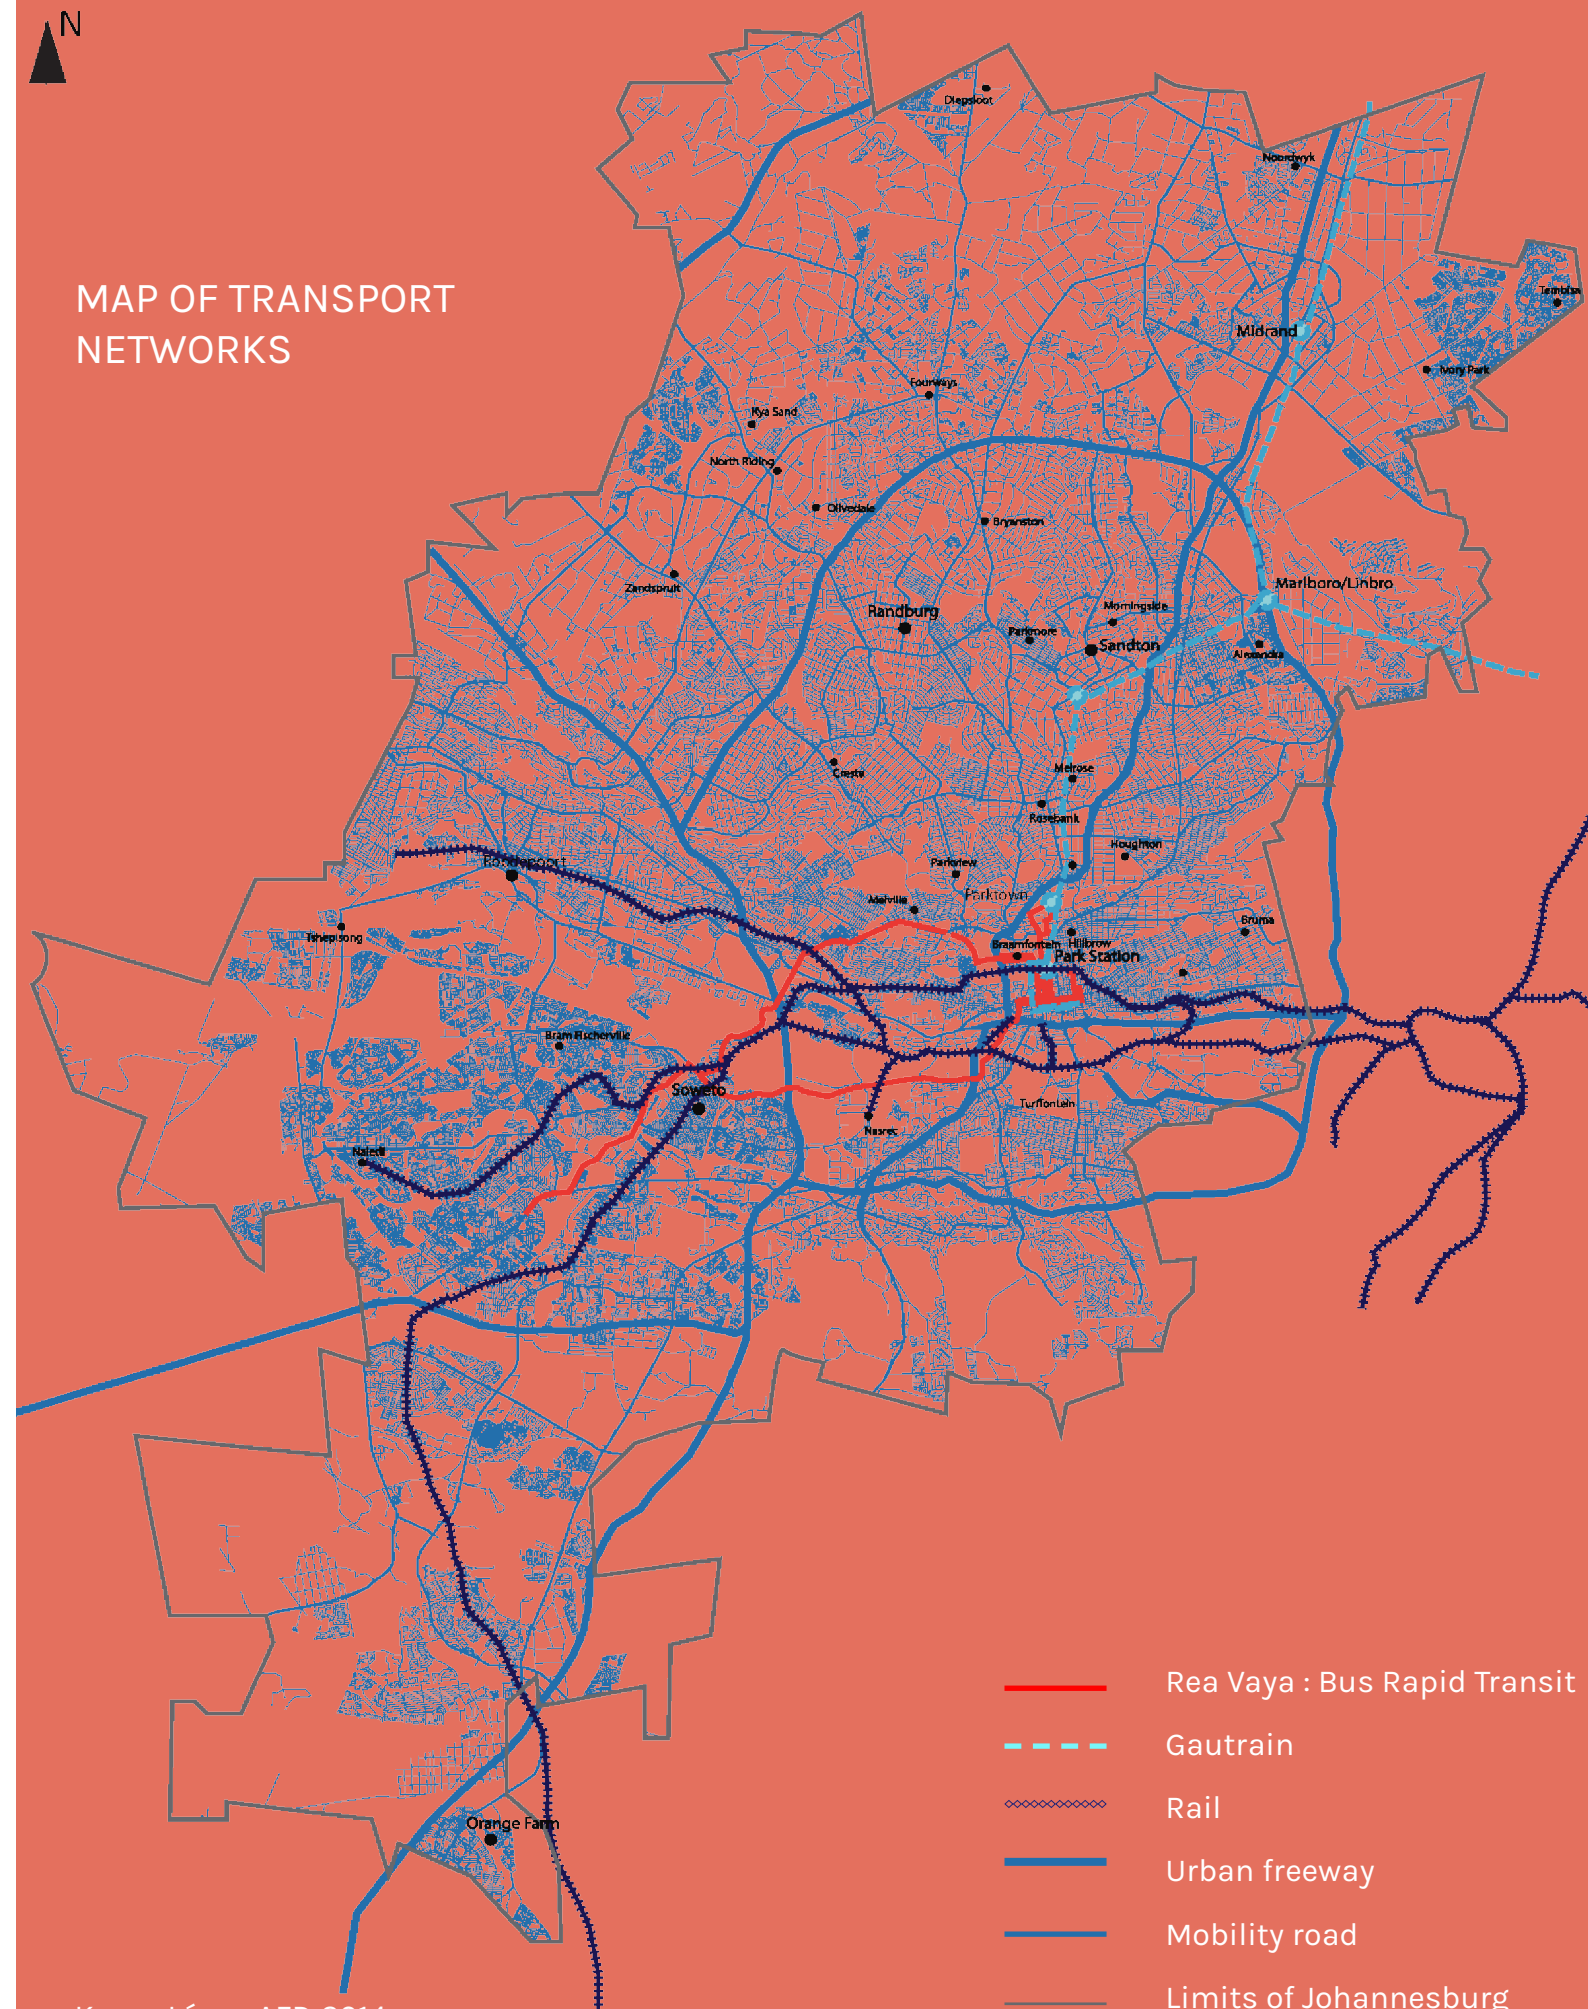 N
MAP OF TRANSPORT
NETWORKS
Diepsloot
Noordwyk
Tembisa
Midrand
Ivory Park
Fourways
Kya Sand
North Riding
Olivedale
Bryanston
Zandspruit
Marlboro/Linbro
Randburg
Morningside
Parkmore
Sandton
Alexandra
Cresta
Melrose
Rosebank
Houghton
Roodepoort
Parkview
Parktown
Melville
Bruma
Tshepisong
Braamfontein
Hillbrow
Park Station
Bram Fischerville
Soweto
Turffontein
Nasrec
Naledi
Orange Farm
Rea Vaya : Bus Rapid Transit
Gautrain
Rail
Urban freeway
Mobility road
Limits of Johannesburg